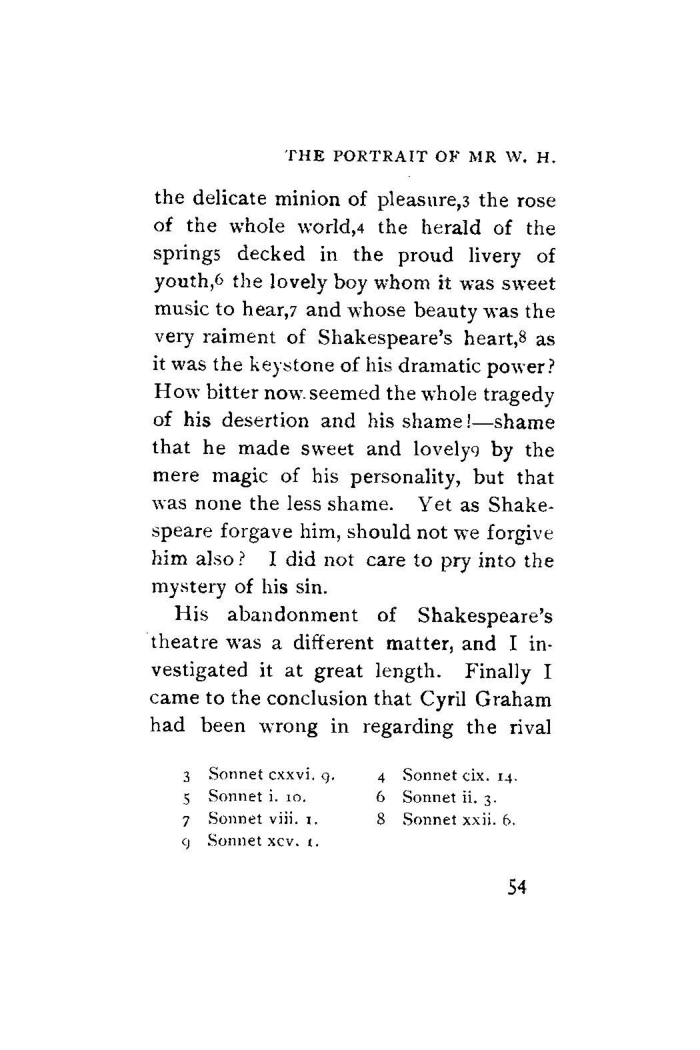 THE PORTRAIT OF MR W. H.
the delicate minion of pleasure,3 the rose
of the whole world,4 the herald of the
spring5 decked in the proud livery of
youth,6 the lovely boy whom it was sweet
music to hear,7 and whose beauty was the
very raiment of Shakespeare's heart,8 as
it was the keystone of his dramatic power?
How bitter now seemed the whole tragedy
of his desertion and his shame!—shame
that he made sweet and lovely9 by the
mere magic of his personality, but that
was none the less shame. Yet as Shake-
speare forgave him, should not we forgive
him also? I did not care to pry into the
mystery of his sin.
His abandonment of Shakespeare's
theatre was a different matter, and I in-
vestigated it at great length. Finally I
came to the conclusion that Cyril Graham
had been wrong in regarding the rival
3 Sonnet cxxvi. 9. 4 Sonnet cix. 14.
5 Sonnet i. 10. 6 Sonnet ii. 3.
7 Sonnet viii. 1. 8 Sonnet xxii. 6.
9 Sonnet xcv. 1.
54